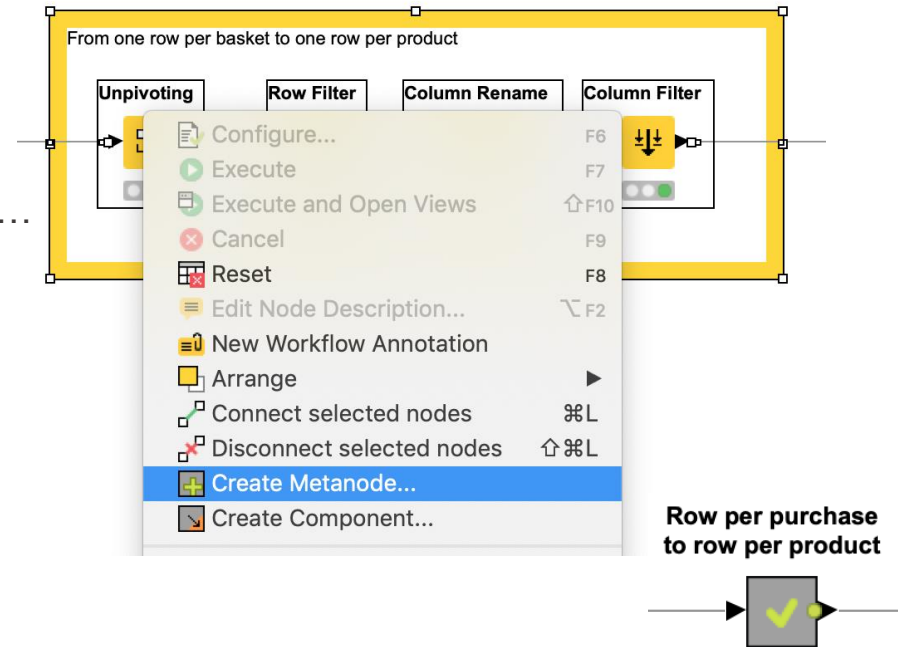 From one row per basket to one row per product
Unpivoting Row Filter Column Rename Column Filter
Configure... F6
Execute F7
Execute and Open Views ⇧F10
...
Cancel F9
Reset F8
Edit Node Description... ⌥F2
New Workflow Annotation
Arrange ▶
Connect selected nodes ⌘L
Disconnect selected nodes ⇧⌘L
Create Metanode...
Create Component...
Row per purchase
to row per product